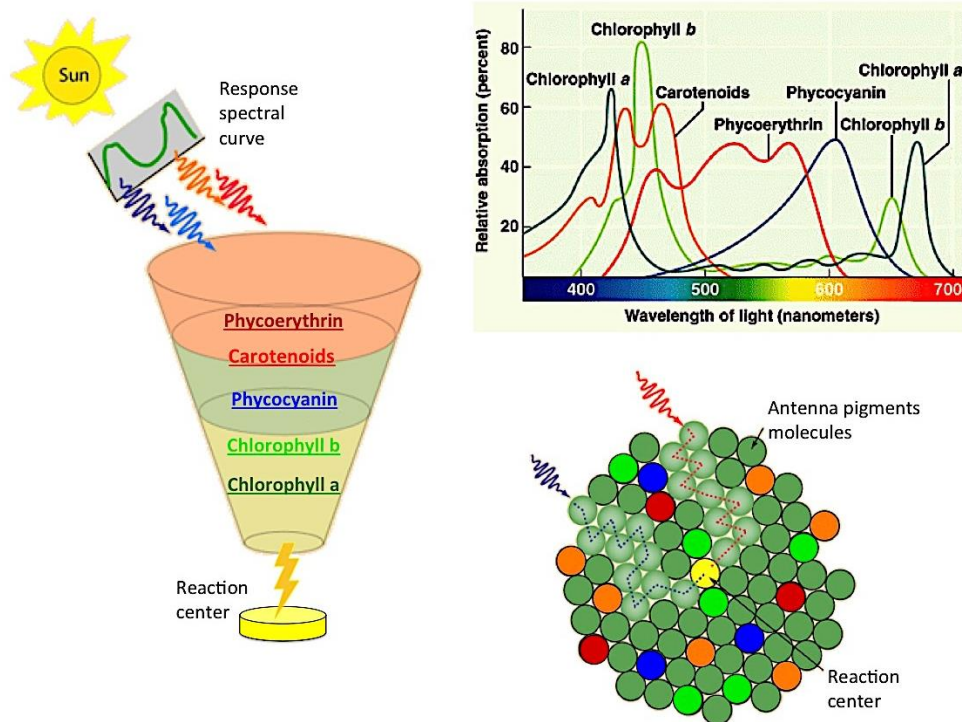 Sun
Response
spectral
curve
Phycoerythrin
Carotenoids
Phycocyanin
Chlorophyll b
Chlorophyll a
Reaction
center
Relative absorption (percent)
80
60
40
20
Chlorophyll b
Chlorophyll a
Chlorophyll a
Carotenoids
Phycocyanin
Phycoerythrin
Chlorophyll b
400
500
600
700
Wavelength of light (nanometers)
Antenna pigments
molecules
Reaction
center